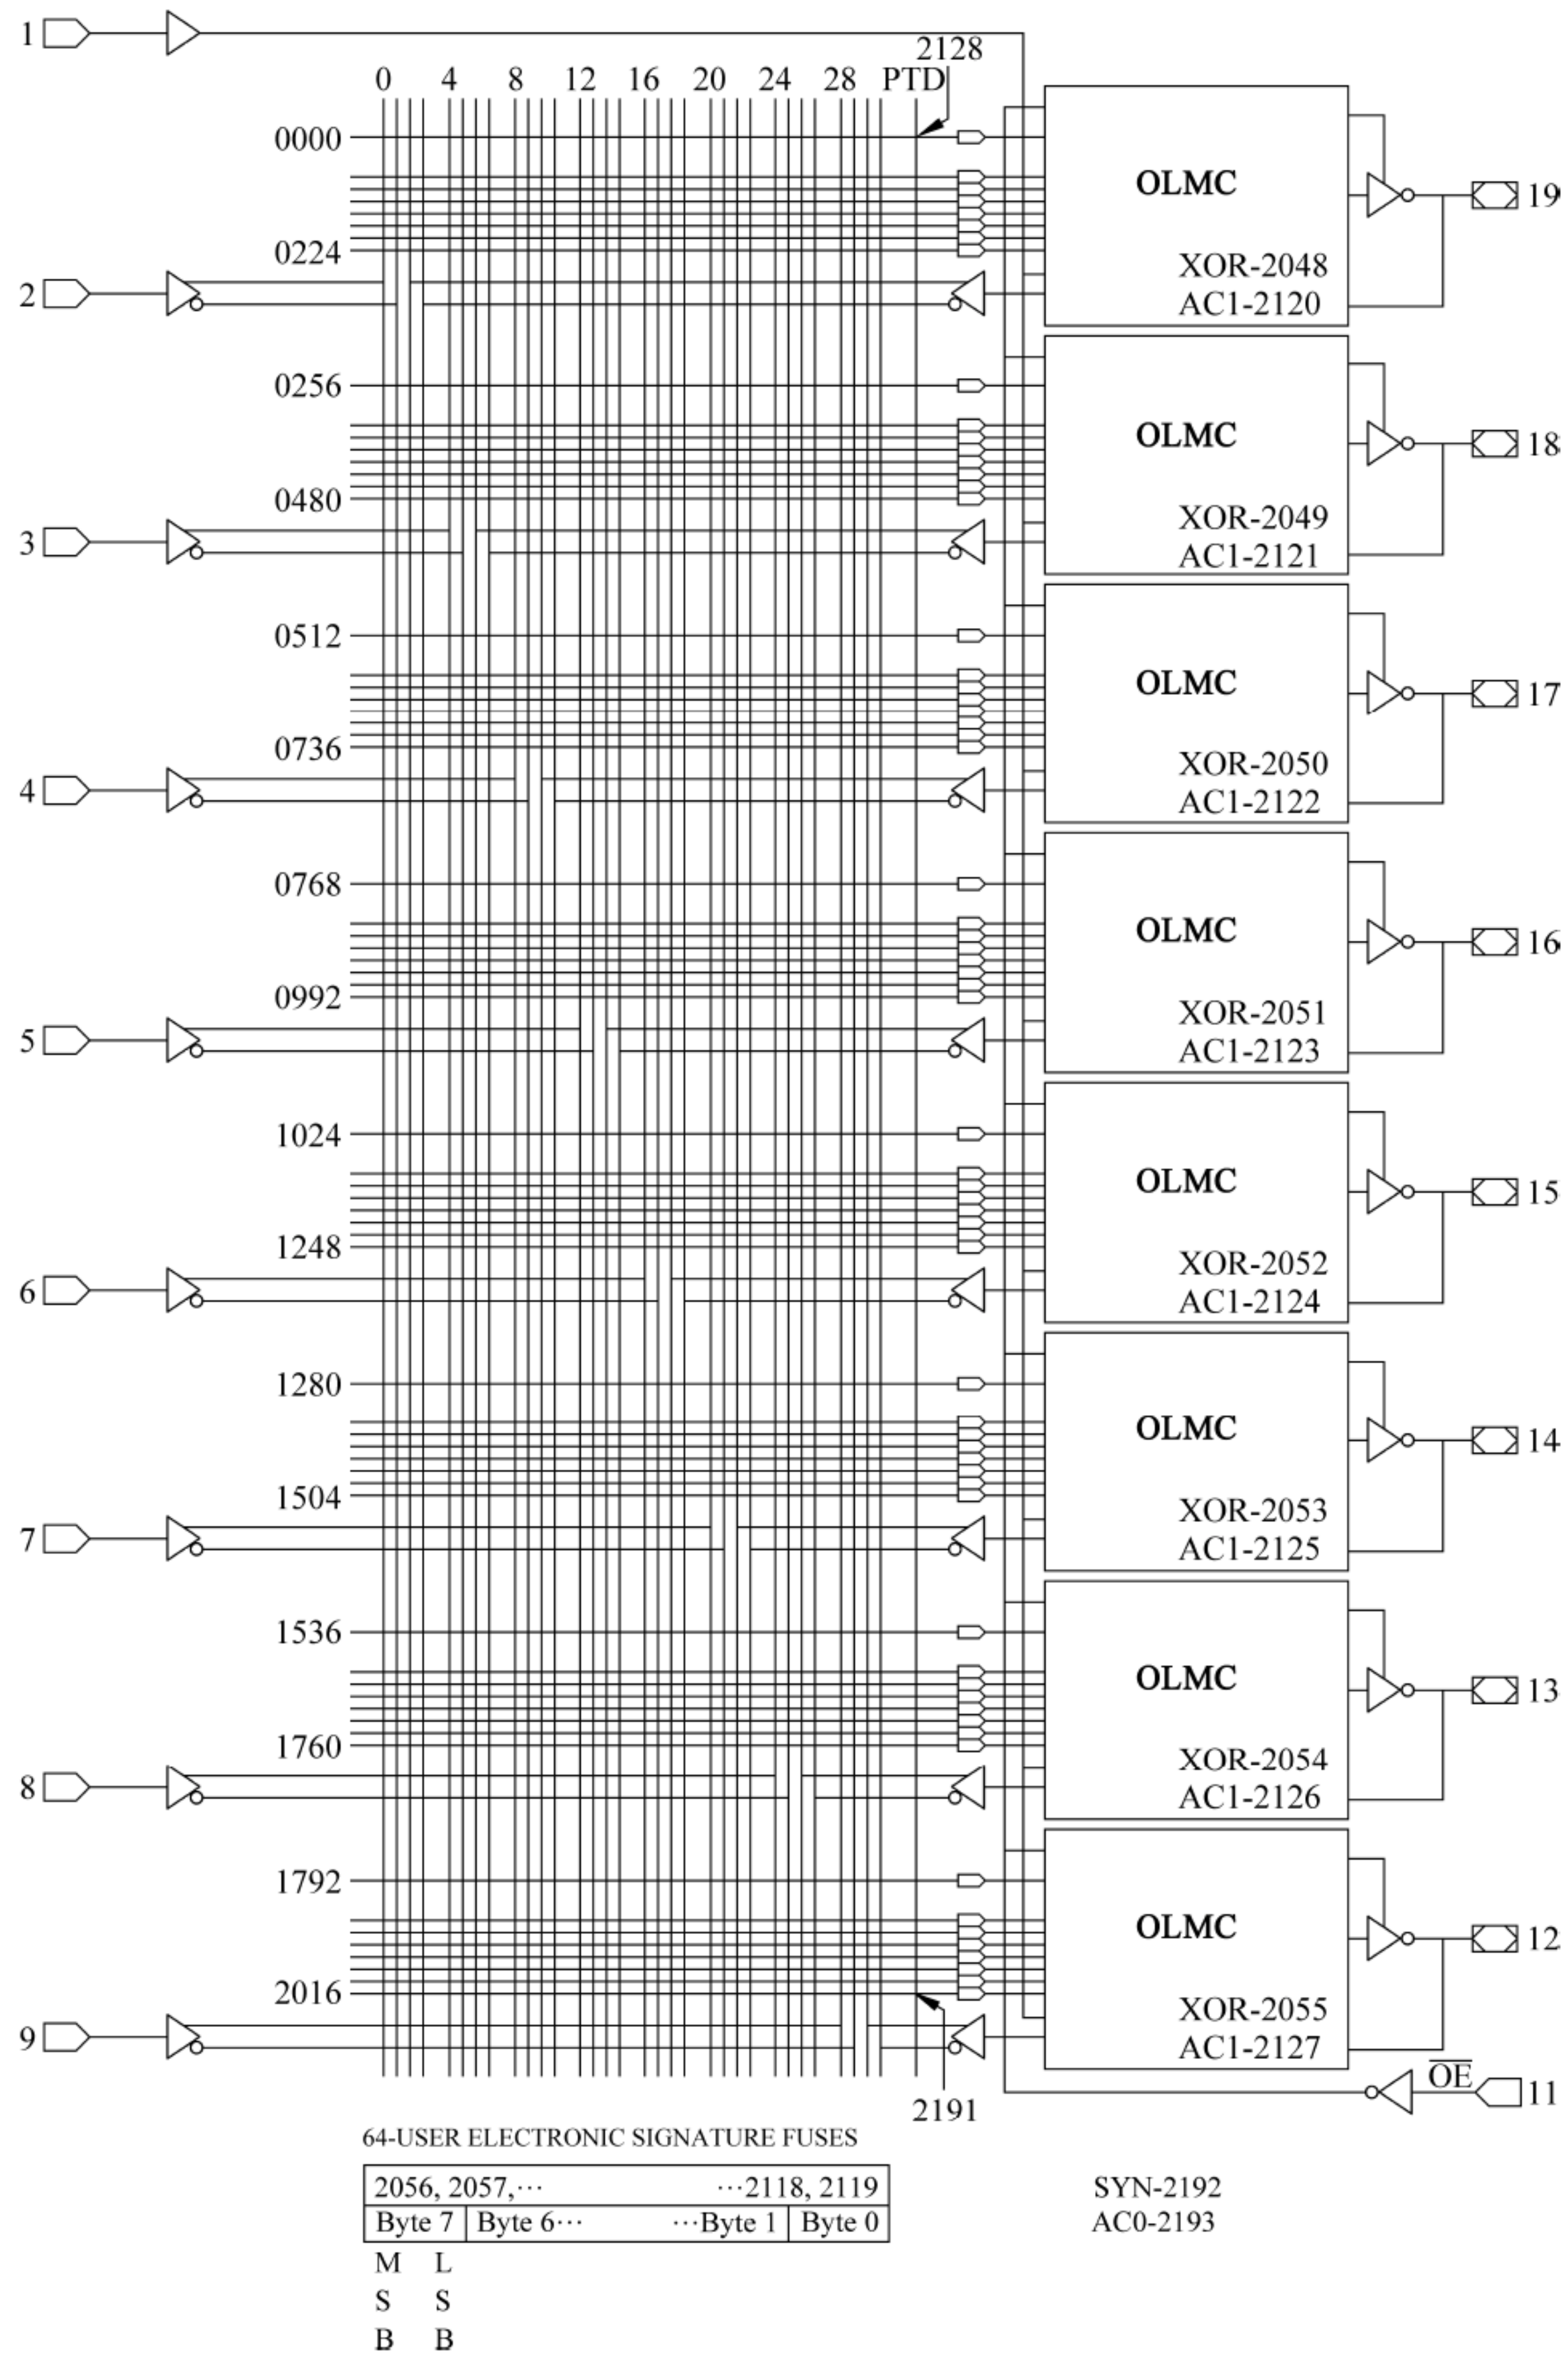 1
2128
0 4 8 12 16 20 24 28 PTD
0000
OLMC
19
0224
XOR-2048
2
AC1-2120
0256
OLMC
18
0480
XOR-2049
3
AC1-2121
0512
OLMC
17
0736
XOR-2050
4
AC1-2122
0768
OLMC
16
0992
XOR-2051
5
AC1-2123
1024
OLMC
15
1248
XOR-2052
6
AC1-2124
1280
OLMC
14
1504
XOR-2053
7
AC1-2125
1536
OLMC
13
1760
XOR-2054
8
AC1-2126
1792
OLMC
12
2016
XOR-2055
9
AC1-2127
OE
11
2191
64-USER ELECTRONIC SIGNATURE FUSES
2056, 2057,··· ···2118, 2119
Byte 7 Byte 6··· ···Byte 1 Byte 0
SYN-2192
AC0-2193
M L
S S
B B